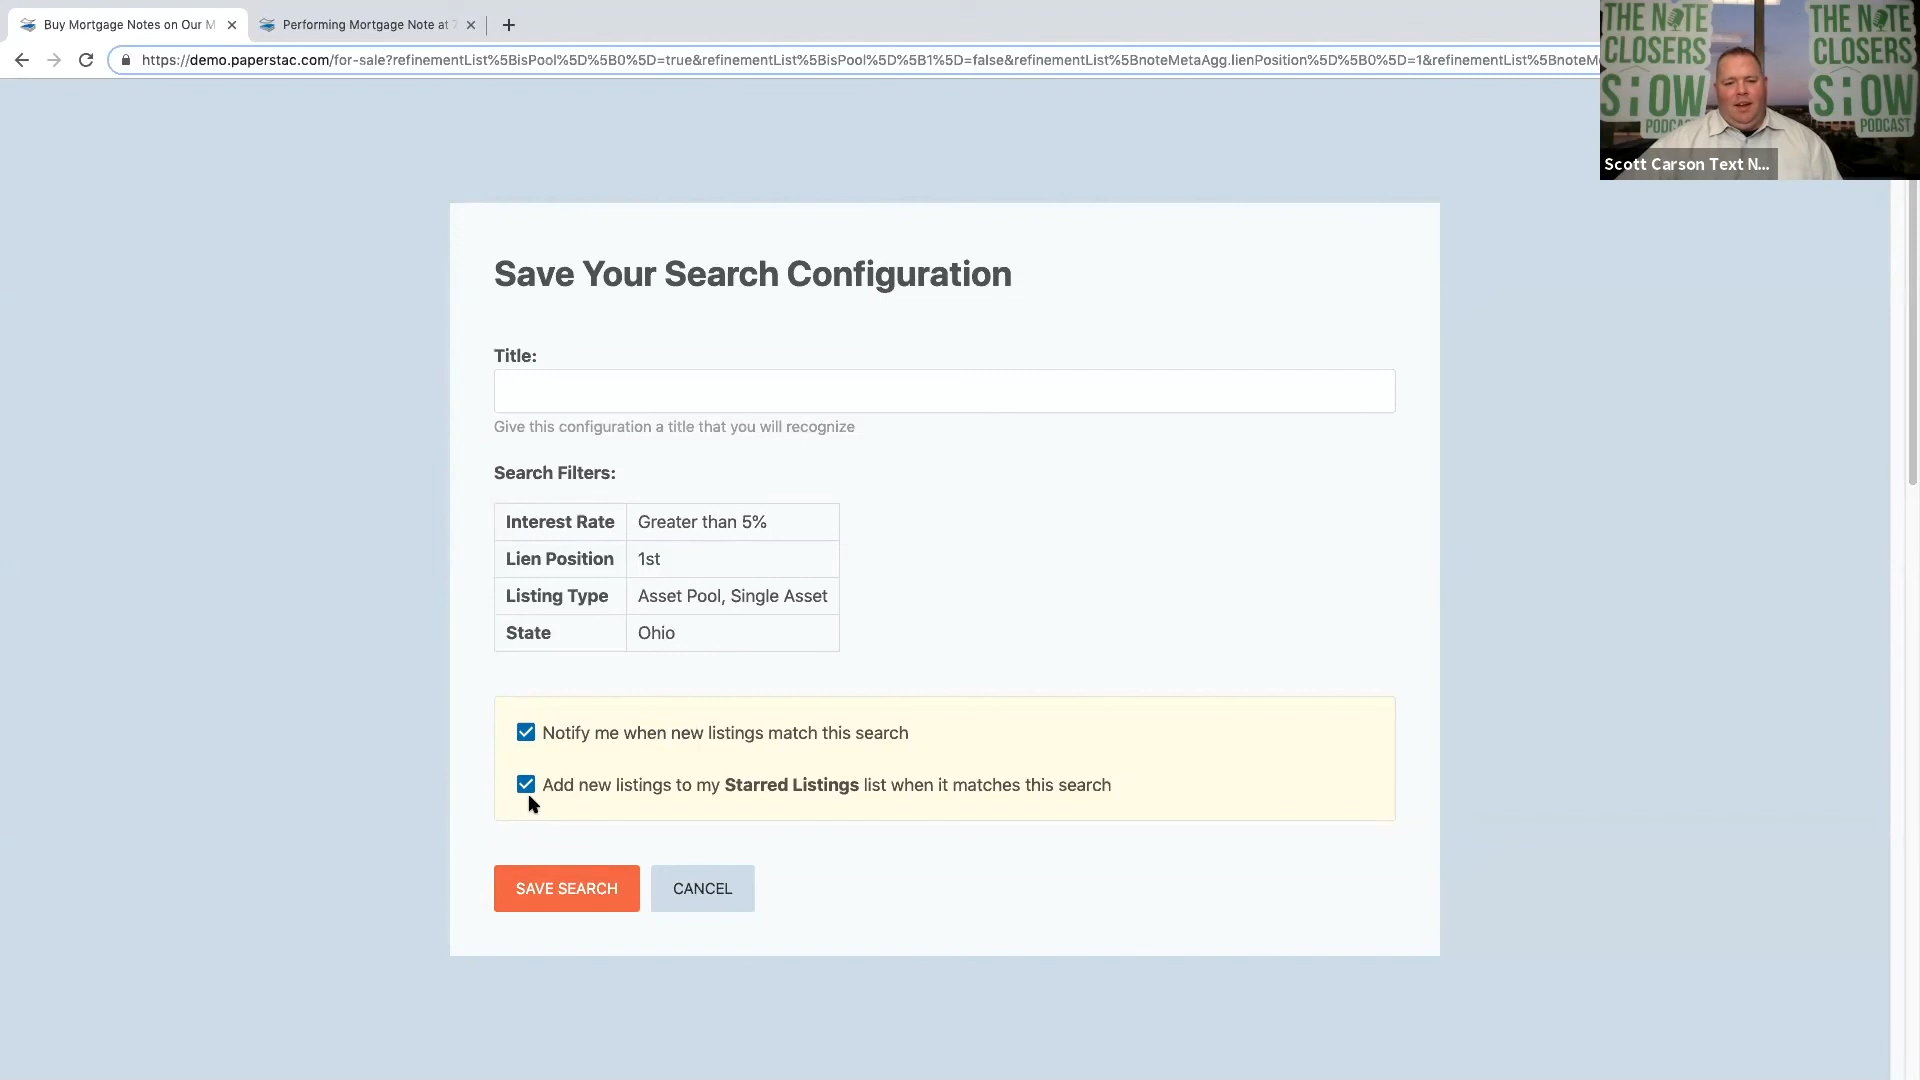 Buy Mortgage Notes on Our M
Performing Mortgage Note at 7
https://demo.paperstac.com/for-sale?refinementList%5BisPool%5D%5B0%5D=true&refinementList%5BisPool%5D%5B1%5D=false&refinementList%5BnoteMetaAgg.lienPosition%5D%5B0%5D=1&refinementList%5BnoteM
THE NOTE CLOSERS SHOW PODCAST
THE NOTE CLOSERS SHOW PODCAST
Scott Carson Text N...
Save Your Search Configuration
Title:
Give this configuration a title that you will recognize
Search Filters:
Interest Rate Greater than 5%
Lien Position 1st
Listing Type Asset Pool, Single Asset
State Ohio
Notify me when new listings match this search
Add new listings to my Starred Listings list when it matches this search
SAVE SEARCH CANCEL